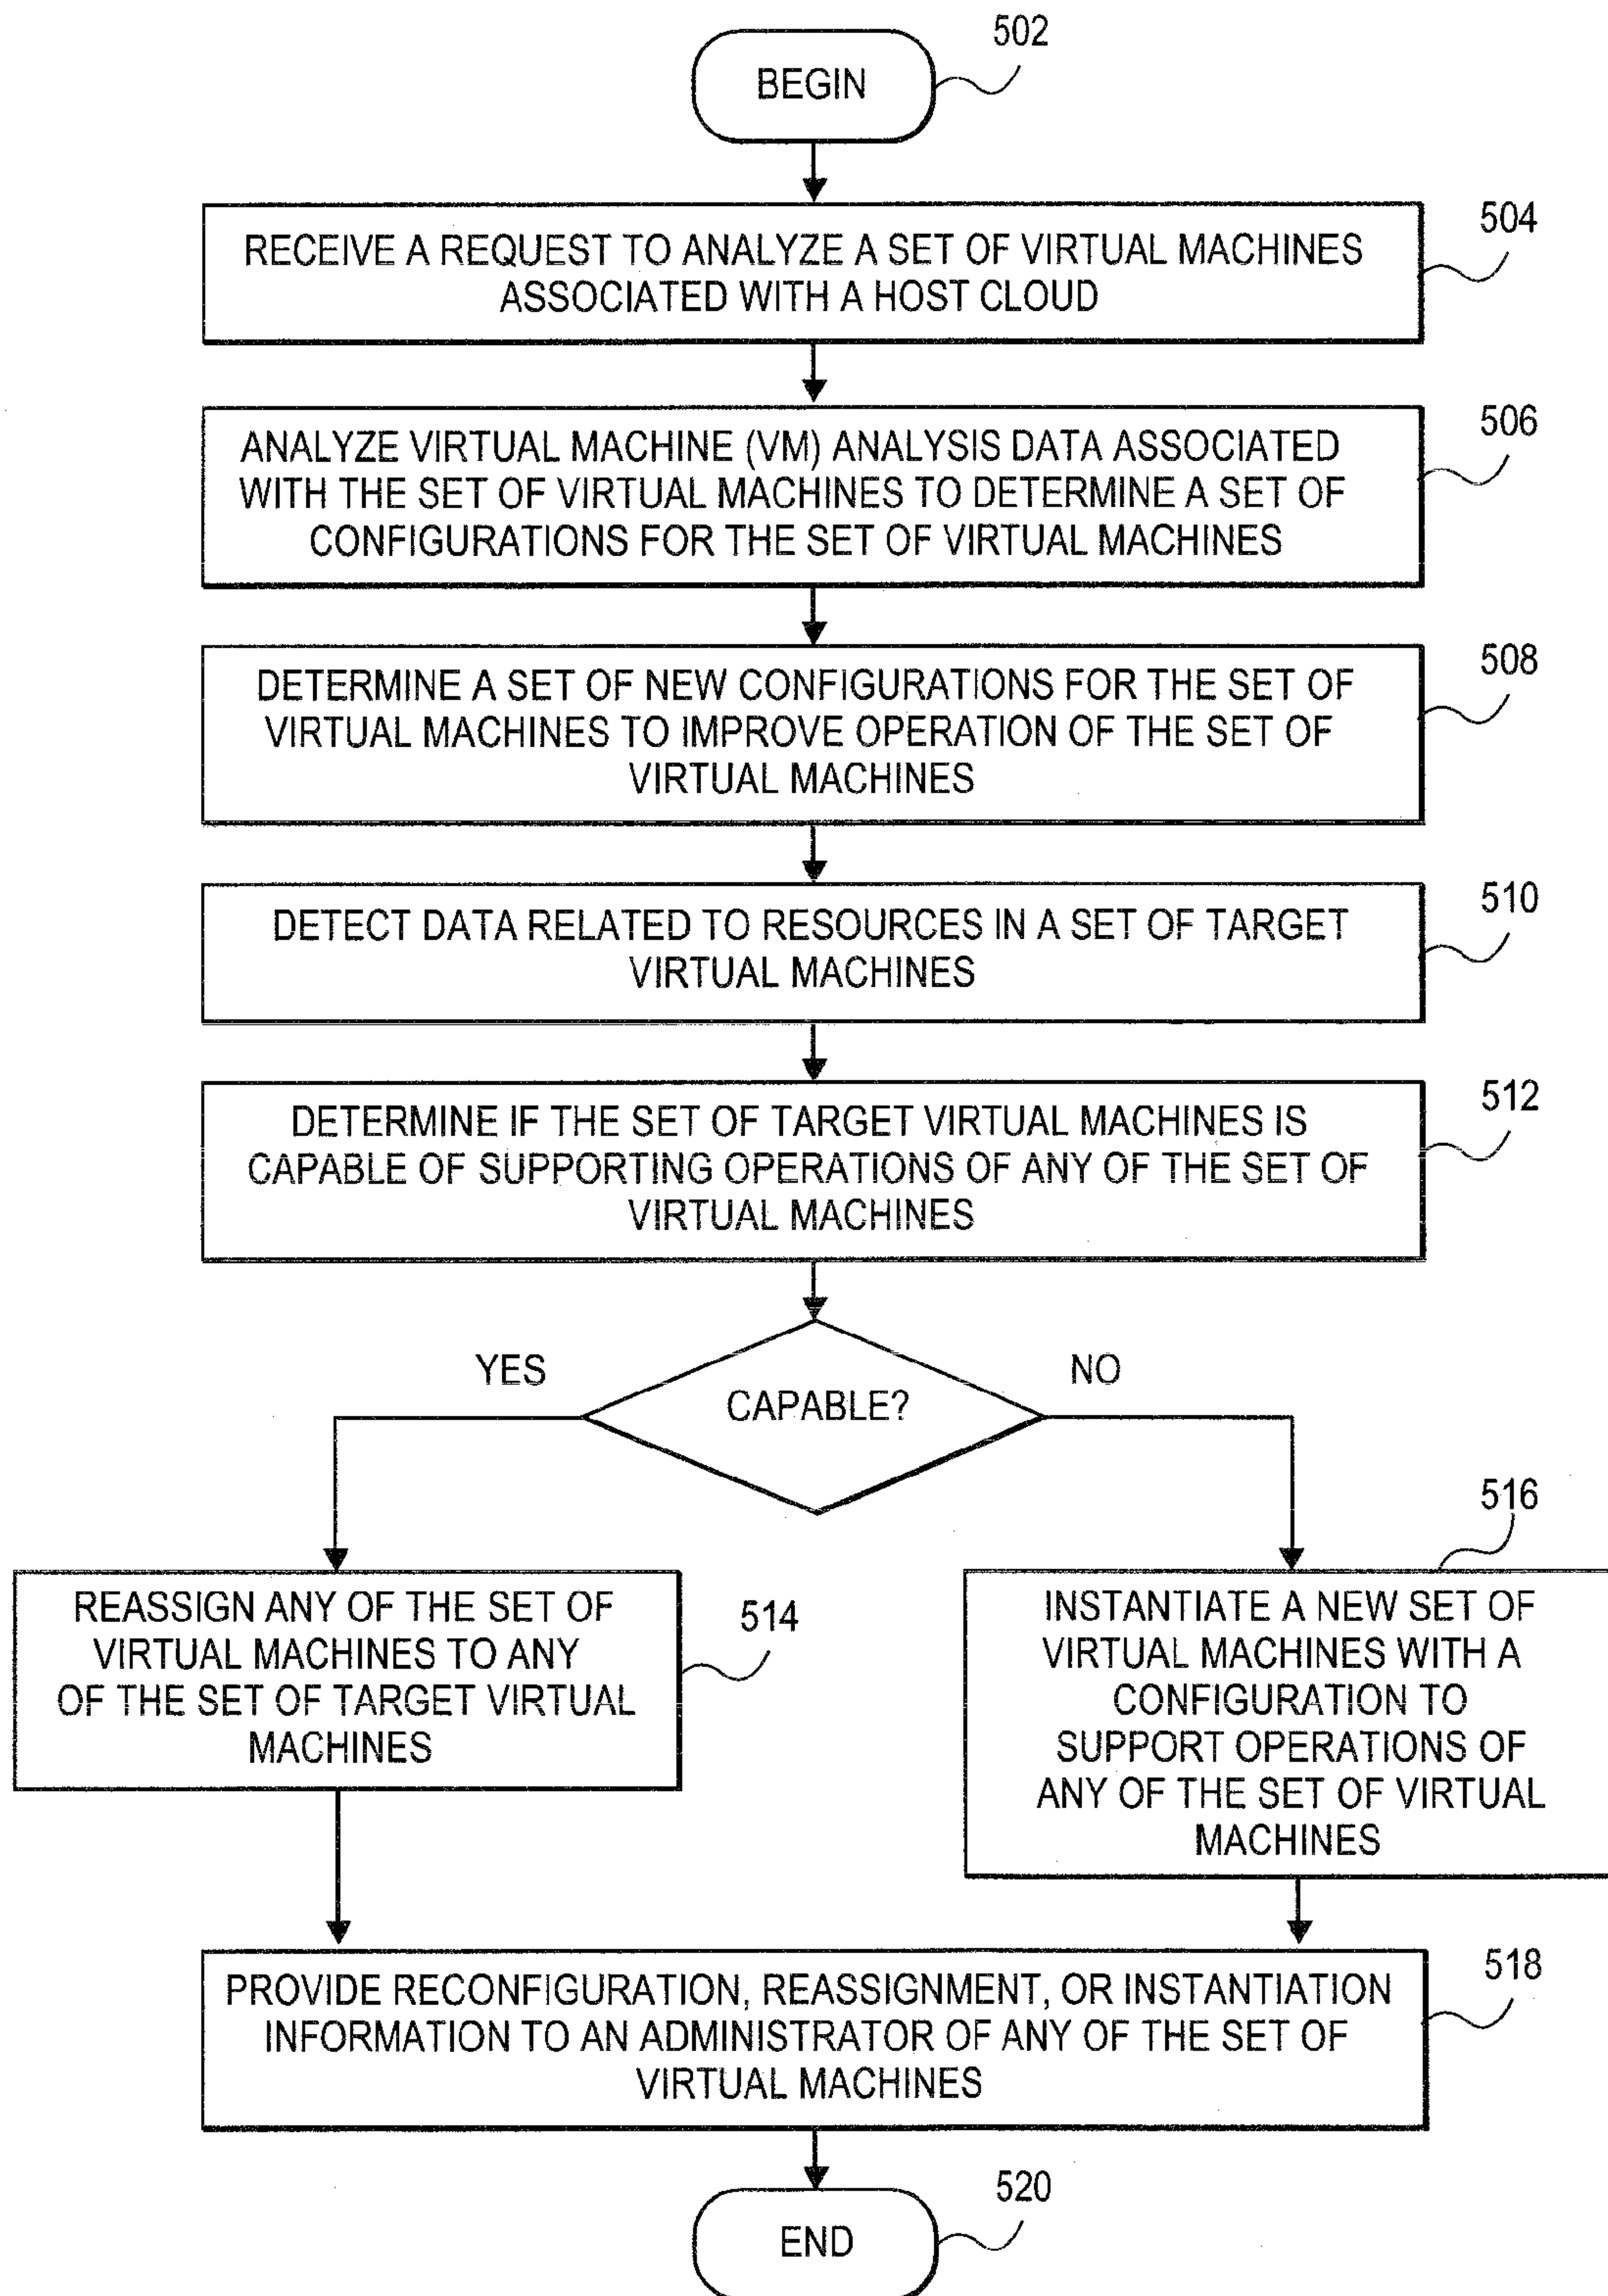 502
BEGIN
504
RECEIVE A REQUEST TO ANALYZE A SET OF VIRTUAL MACHINES
ASSOCIATED WITH A HOST CLOUD
506
ANALYZE VIRTUAL MACHINE (VM) ANALYSIS DATA ASSOCIATED
WITH THE SET OF VIRTUAL MACHINES TO DETERMINE A SET OF
CONFIGURATIONS FOR THE SET OF VIRTUAL MACHINES
508
DETERMINE A SET OF NEW CONFIGURATIONS FOR THE SET OF
VIRTUAL MACHINES TO IMPROVE OPERATION OF THE SET OF
VIRTUAL MACHINES
510
DETECT DATA RELATED TO RESOURCES IN A SET OF TARGET
VIRTUAL MACHINES
512
DETERMINE IF THE SET OF TARGET VIRTUAL MACHINES IS
CAPABLE OF SUPPORTING OPERATIONS OF ANY OF THE SET OF
VIRTUAL MACHINES
YES
NO
CAPABLE?
514
REASSIGN ANY OF THE SET OF
VIRTUAL MACHINES TO ANY
OF THE SET OF TARGET VIRTUAL
MACHINES
516
INSTANTIATE A NEW SET OF
VIRTUAL MACHINES WITH A
CONFIGURATION TO
SUPPORT OPERATIONS OF
ANY OF THE SET OF VIRTUAL
MACHINES
518
PROVIDE RECONFIGURATION, REASSIGNMENT, OR INSTANTIATION
INFORMATION TO AN ADMINISTRATOR OF ANY OF THE SET OF
VIRTUAL MACHINES
520
END